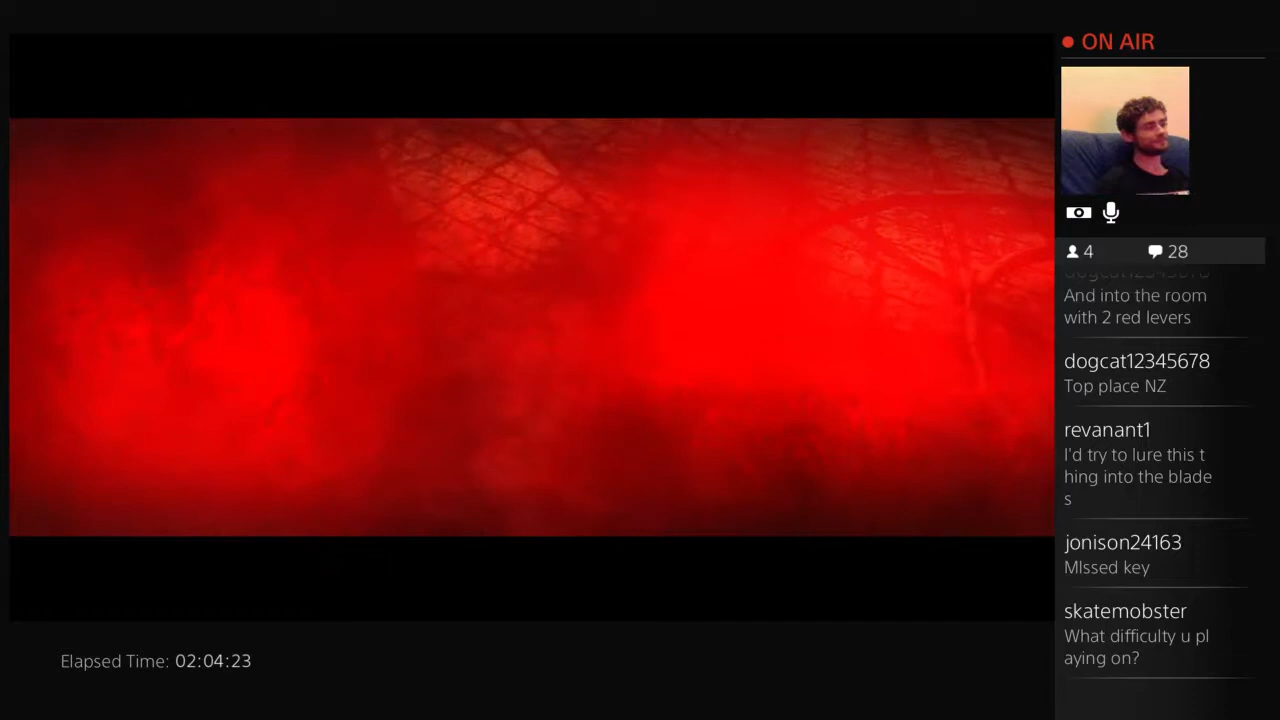 ON AIR
4 28
And into the room
with 2 red levers
dogcat12345678
Top place NZ
revanant1
I'd try to lure this t
hing into the blade
s
jonison24163
MIssed key
skatemobster
What difficulty u pl
aying on?
Elapsed Time: 02:04:23